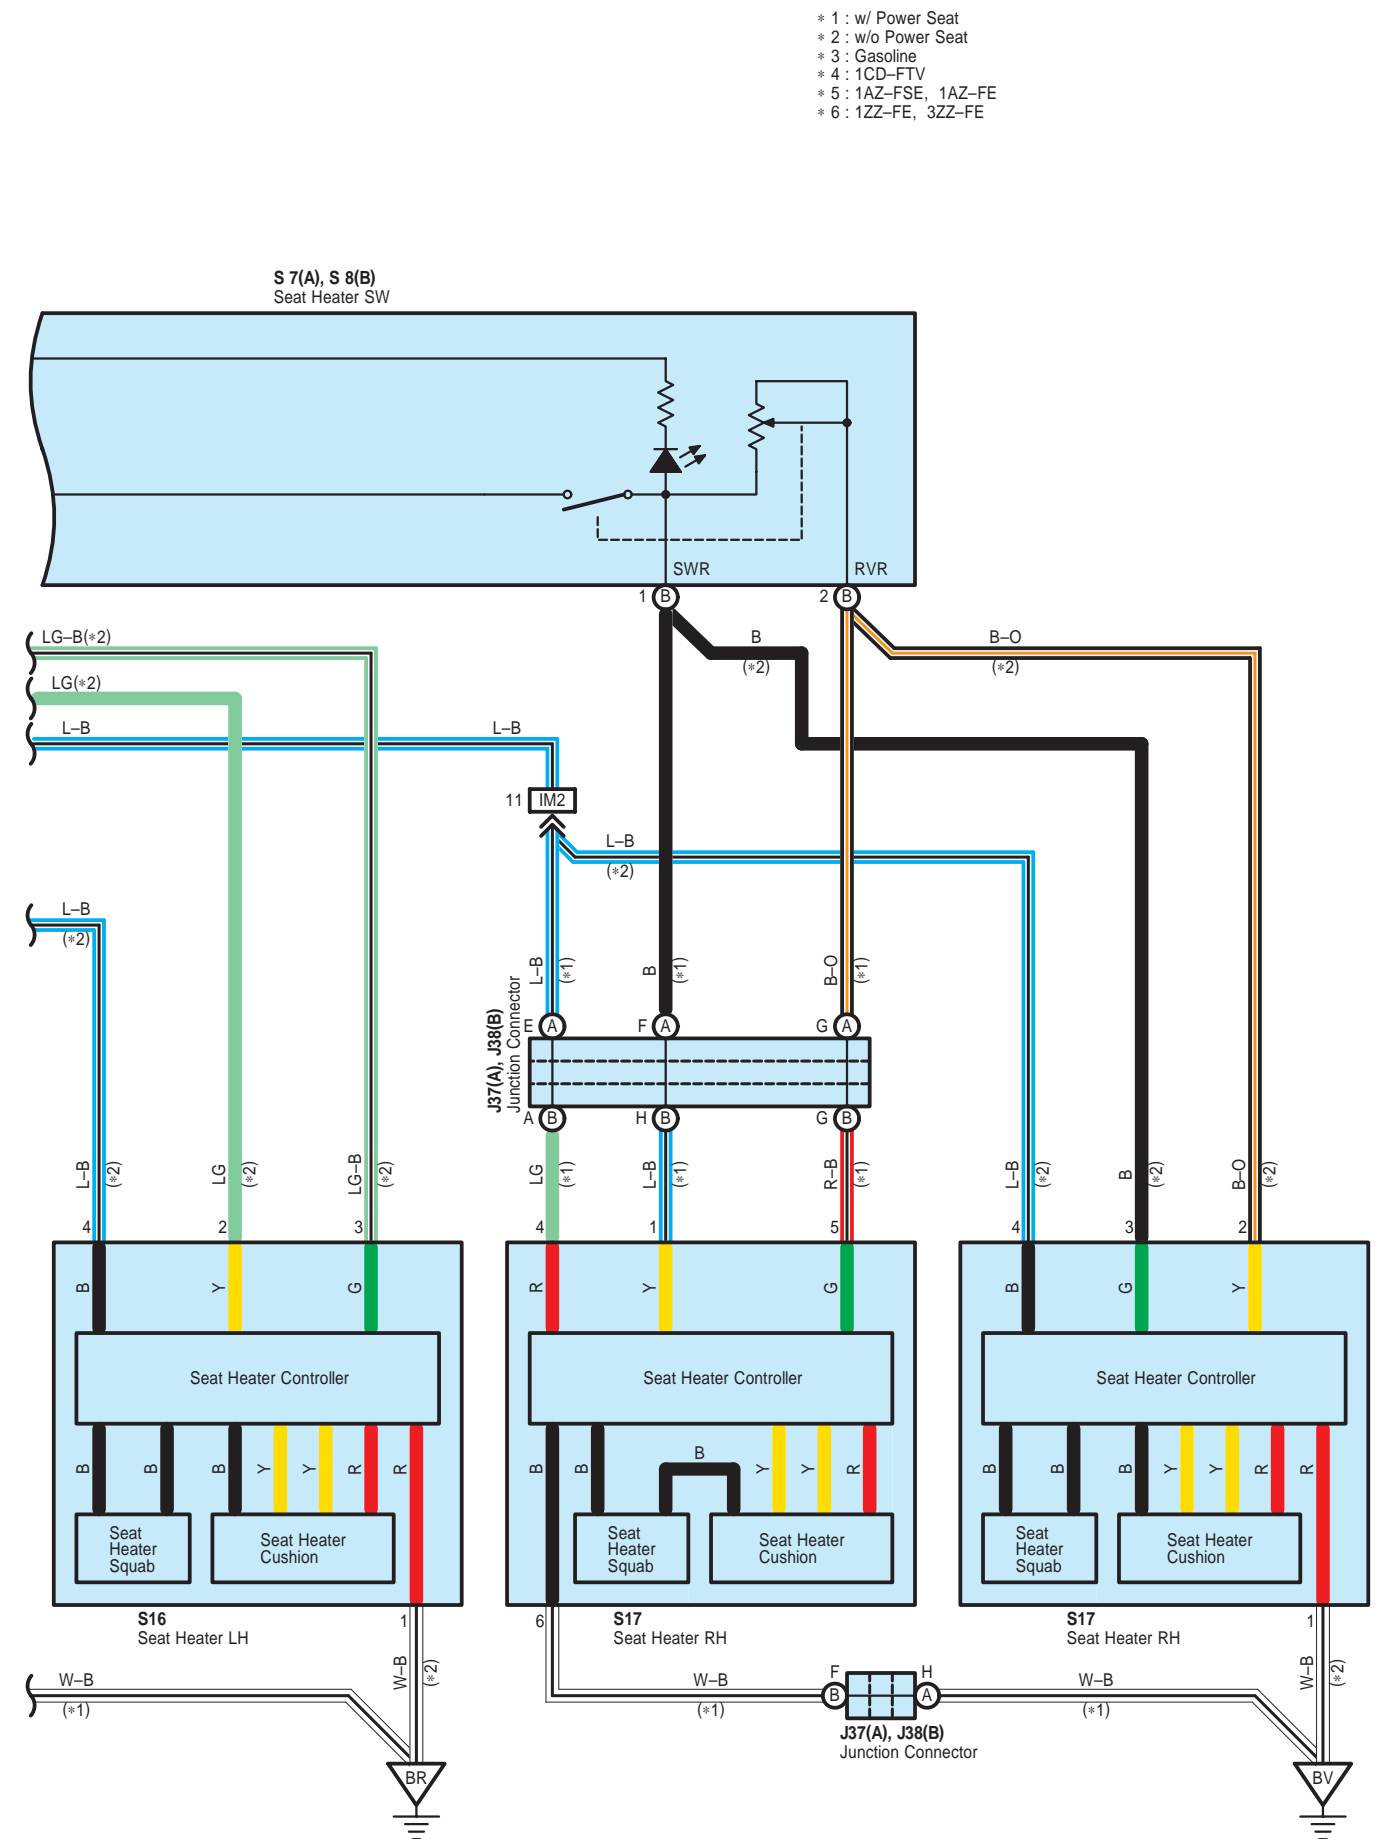 ∗ 1 : w/ Power Seat
∗ 2 : w/o Power Seat
∗ 3 : Gasoline
∗ 4 : 1CD–FTV
∗ 5 : 1AZ–FSE, 1AZ–FE
∗ 6 : 1ZZ–FE, 3ZZ–FE
S 7(A), S 8(B)
Seat Heater SW
SWR
RVR
1 B
2 B
LG–B(∗2)
B
(∗2)
B–O
(∗2)
LG(∗2)
L–B
L–B
11 IM2
L–B
(∗2)
L–B
(∗2)
L–B
(∗1)
B
(∗1)
B–O
(∗1)
J37(A), J38(B)
Junction Connector
E A
F A
G A
A B
H B
G B
L–B
(∗2)
LG
(∗2)
LG–B
(∗2)
LG
(∗1)
L–B
(∗1)
R–B
(∗1)
L–B
(∗2)
B
(∗2)
B–O
(∗2)
4 2 3
4 1 5
4 3 2
B Y G
R Y G
B G Y
Seat Heater Controller
Seat Heater Controller
Seat Heater Controller
B B B Y Y R R
B B Y Y R
B B B Y Y R R
Seat
Heater
Squab
Seat Heater
Cushion
Seat
Heater
Squab
Seat Heater
Cushion
Seat
Heater
Squab
Seat Heater
Cushion
S16
Seat Heater LH
1
6
S17
Seat Heater RH
S17
Seat Heater RH
1
W–B
(∗2)
W–B
(∗2)
W–B
(∗1)
W–B
(∗1)
F B
H A
W–B
(∗1)
J37(A), J38(B)
Junction Connector
BR
BV